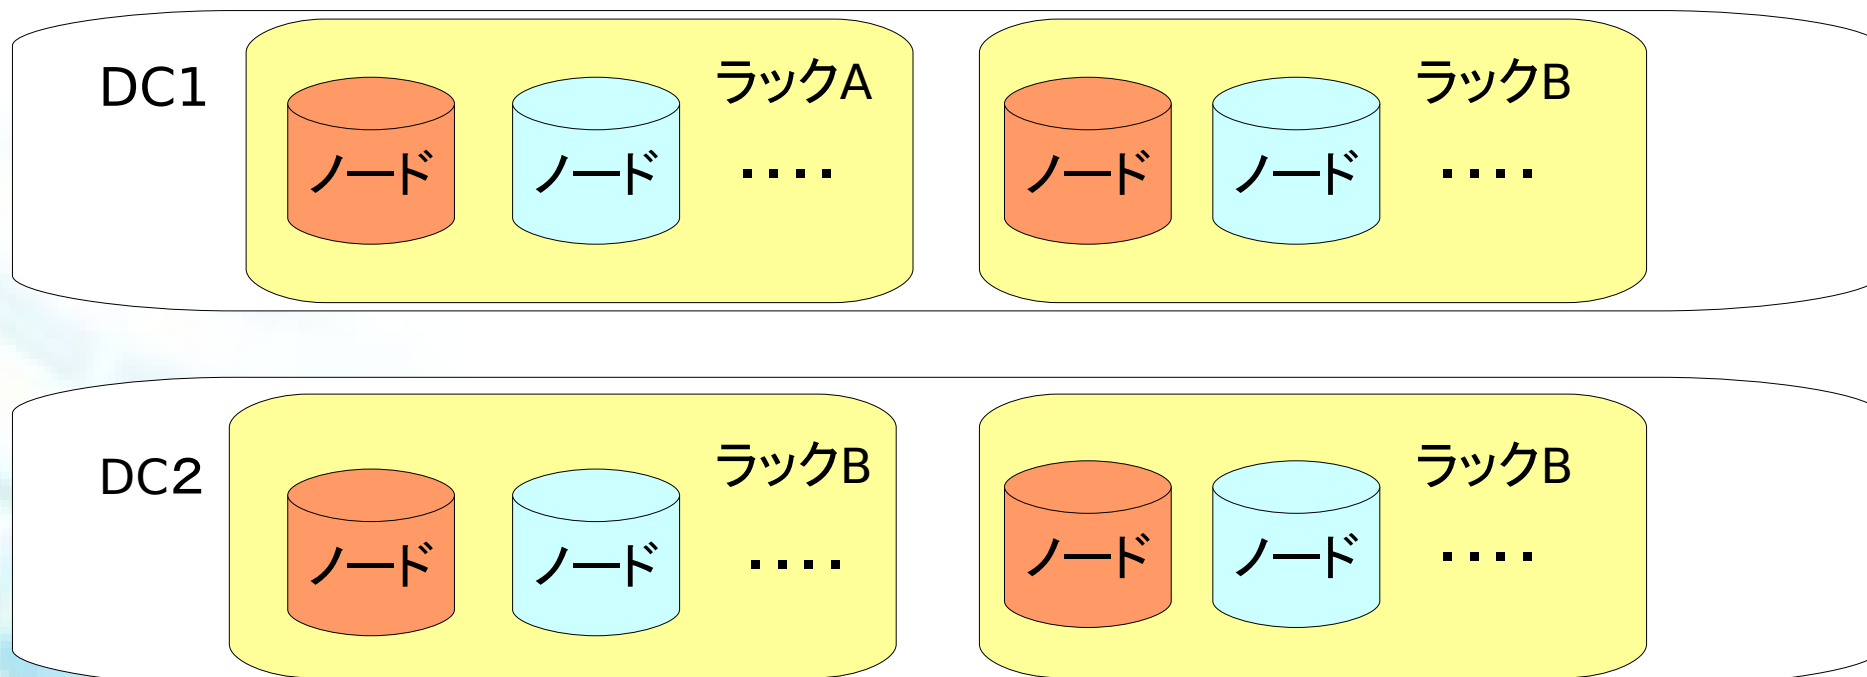 DC1
ラックA
ノード
ノード
・・・・
ラックB
ノード
ノード
・・・・
DC2
ラックB
ノード
ノード
・・・・
ラックB
ノード
ノード
・・・・